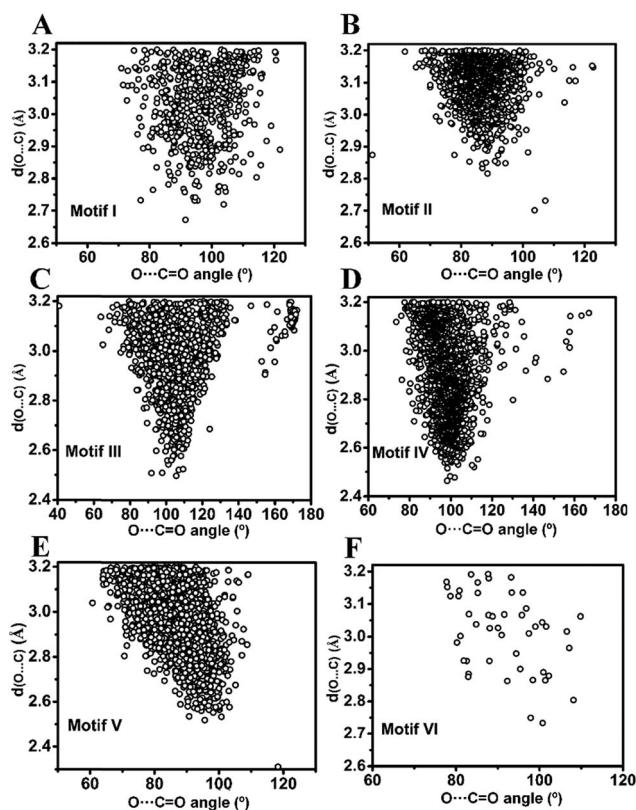 A
3.2
3.1
3.0
2.9
2.8
2.7
2.6
d(O...C) (Å)
Motif I
60 80 100 120
O···C=O angle (º)
B
3.2
3.1
3.0
2.9
2.8
2.7
2.6
d(O...C) (Å)
Motif II
60 80 100 120
O···C=O angle (º)
C
3.2
3.0
2.8
2.6
2.4
d(O...C) (Å)
Motif III
40 60 80 100 120 140 160 180
O···C=O angle (º)
D
3.2
3.0
2.8
2.6
2.4
d(O...C) (Å)
Motif IV
60 80 100 120 140 160 180
O···C=O angle (º)
E
3.2
3.0
2.8
2.6
2.4
d(O...C) (Å)
Motif V
60 80 100 120
O···C=O angle (º)
F
3.2
3.1
3.0
2.9
2.8
2.7
2.6
d(O...C) (Å)
Motif VI
60 80 100 120
O···C=O angle (º)